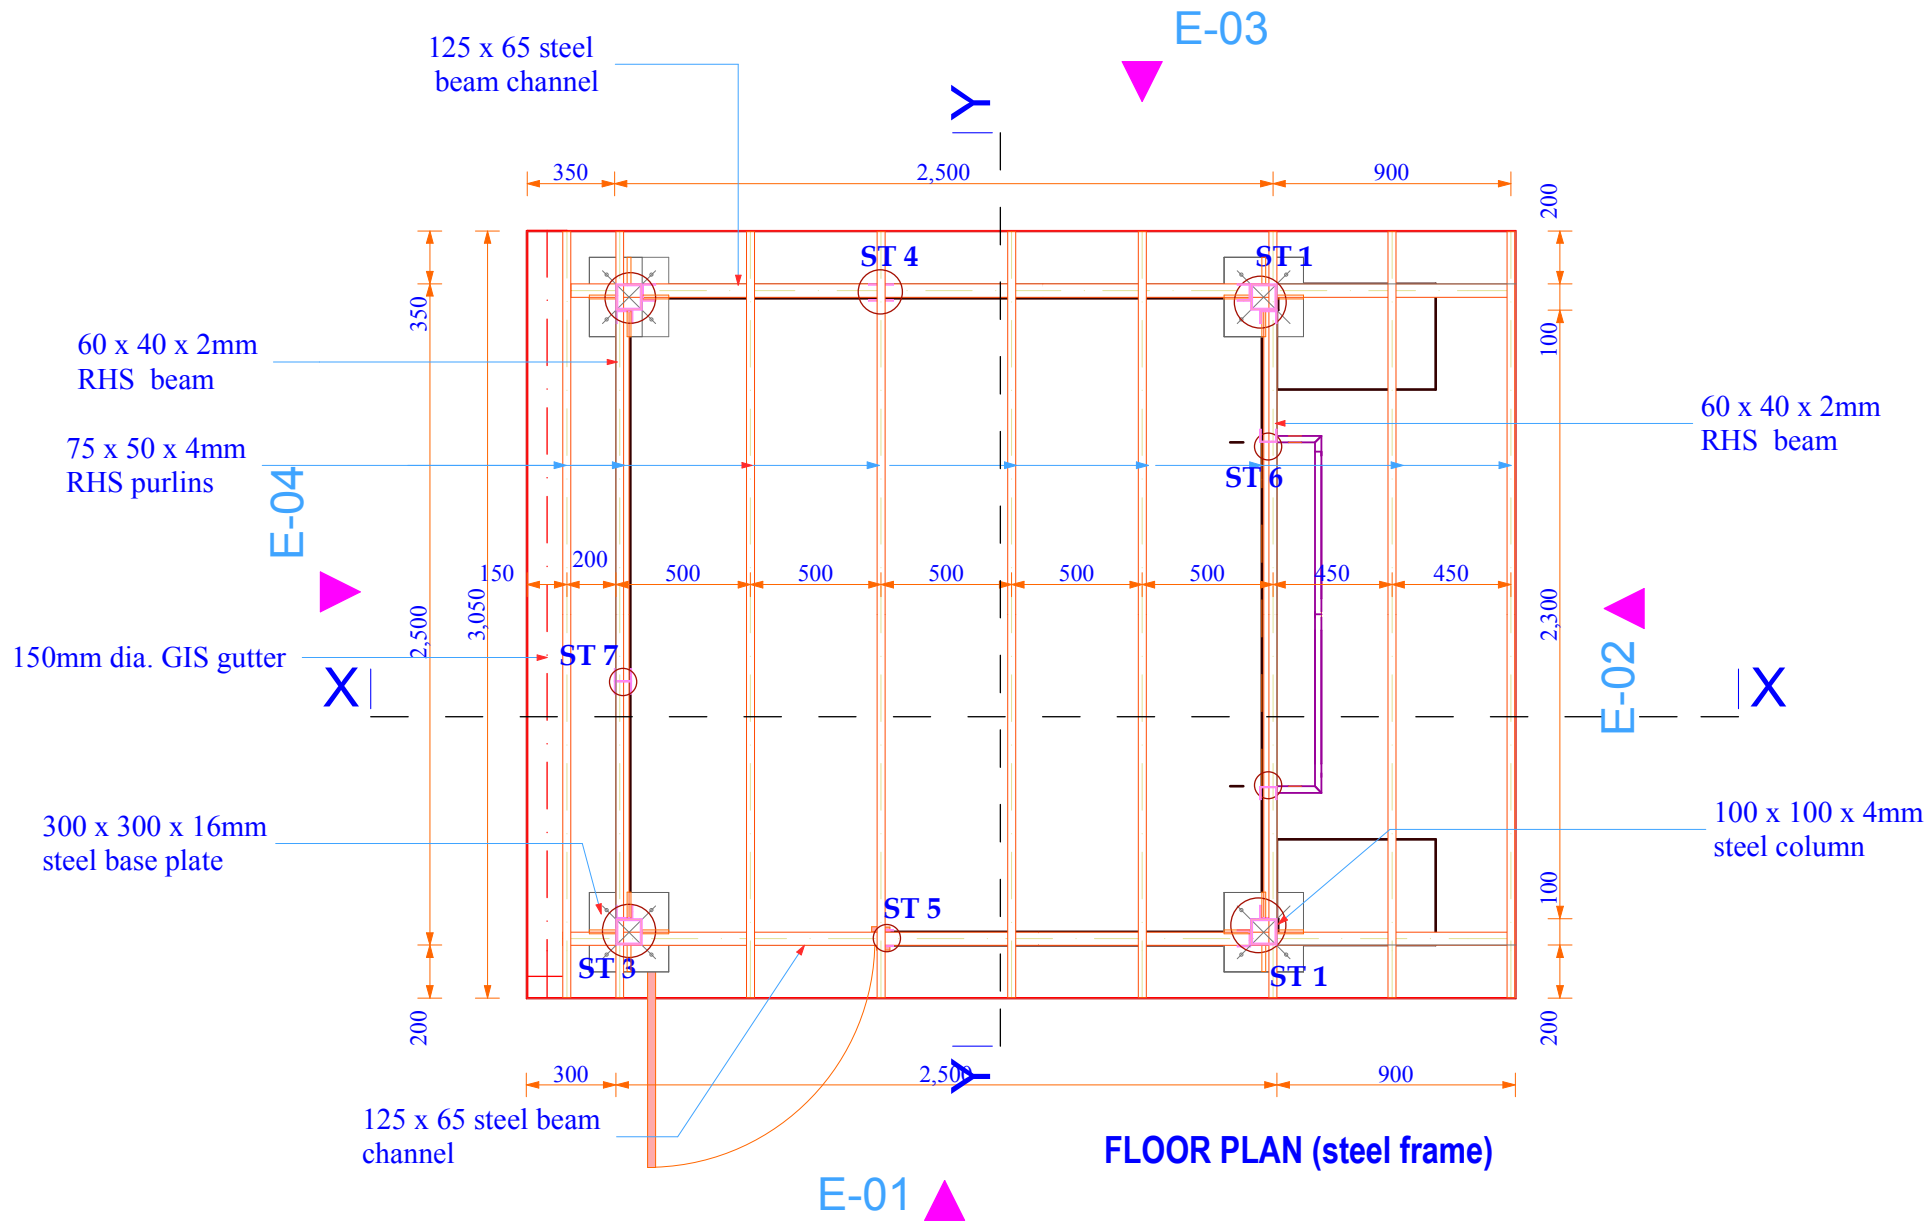 E-03
125 x 65 steel
beam channel
Y
350
2,500
900
200
ST 4
ST 1
350
100
60 x 40 x 2mm
RHS beam
60 x 40 x 2mm
RHS beam
75 x 50 x 4mm
RHS purlins
ST 6
E-04
150
200
500
500
500
500
500
450
450
2,500
3,050
2,300
150mm dia. GIS gutter
ST 7
X
E-02
X
300 x 300 x 16mm
steel base plate
100 x 100 x 4mm
steel column
100
ST 5
ST 3
ST 1
200
200
300
2,500
Y
900
125 x 65 steel beam
channel
FLOOR PLAN (steel frame)
E-01